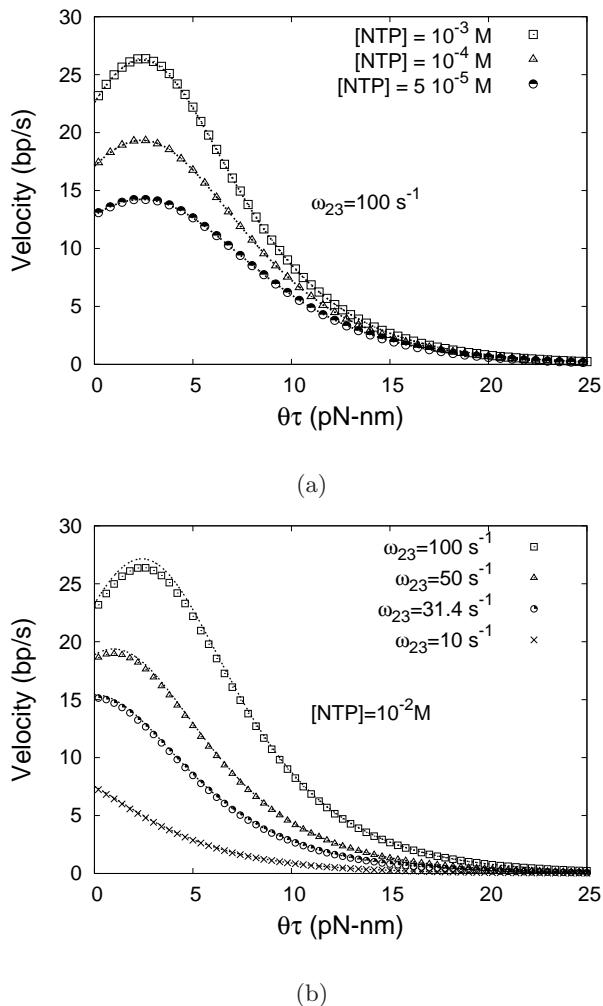 30
25
20
15
10
5
0
0 5 10 15 20 25
Velocity (bp/s)
θτ (pN-nm)
[NTP] = 10⁻³ M
[NTP] = 10⁻⁴ M
[NTP] = 5 10⁻⁵ M
ω₂₃=100 s⁻¹
(a)
30
25
20
15
10
5
0
0 5 10 15 20 25
Velocity (bp/s)
θτ (pN-nm)
ω₂₃=100 s⁻¹
ω₂₃=50 s⁻¹
ω₂₃=31.4 s⁻¹
ω₂₃=10 s⁻¹
[NTP]=10⁻²M
(b)